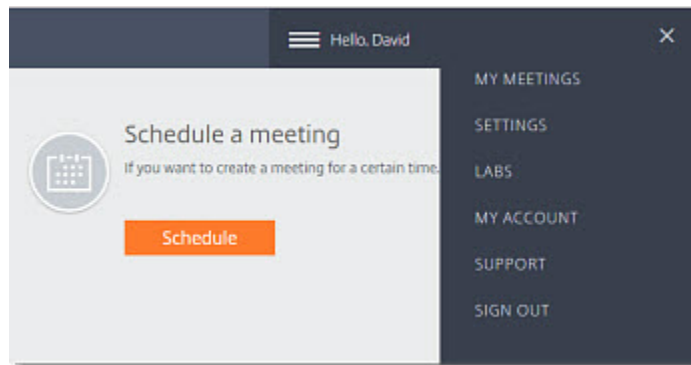 Hello, David
Schedule a meeting
If you want to create a meeting for a certain time.
Schedule
MY MEETINGS
SETTINGS
LABS
MY ACCOUNT
SUPPORT
SIGN OUT